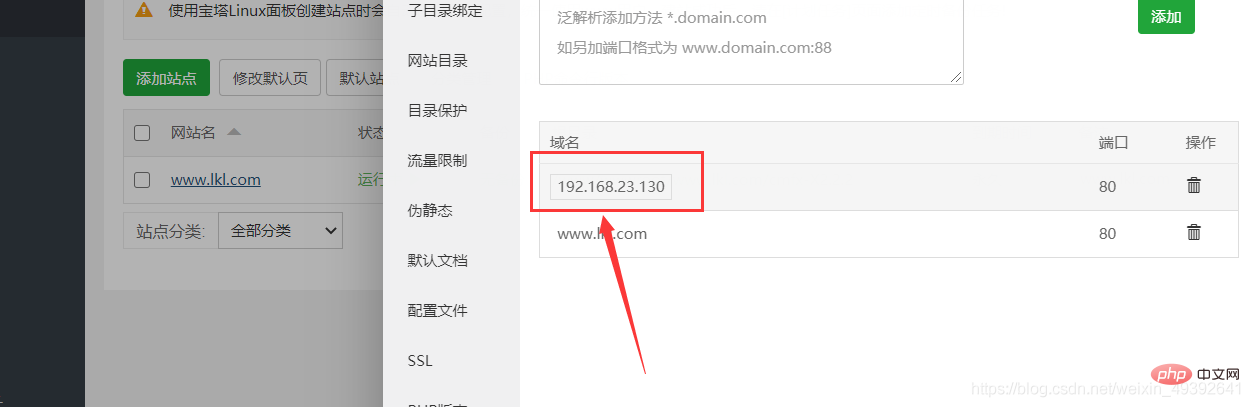 使用宝塔Linux面板创建站点时会
添加站点 修改默认页 默认站
网站名 状态
www.lkl.com 运行
站点分类: 全部分类
子目录绑定
网站目录
目录保护
流量限制
伪静态
默认文档
配置文件
SSL
泛解析添加方法 *.domain.com
如另加端口格式为 www.domain.com:88
添加
域名 端口 操作
192.168.23.130 80
www.lkl.com 80
php 中文网
https://blog.csdn.net/weixin_49392641